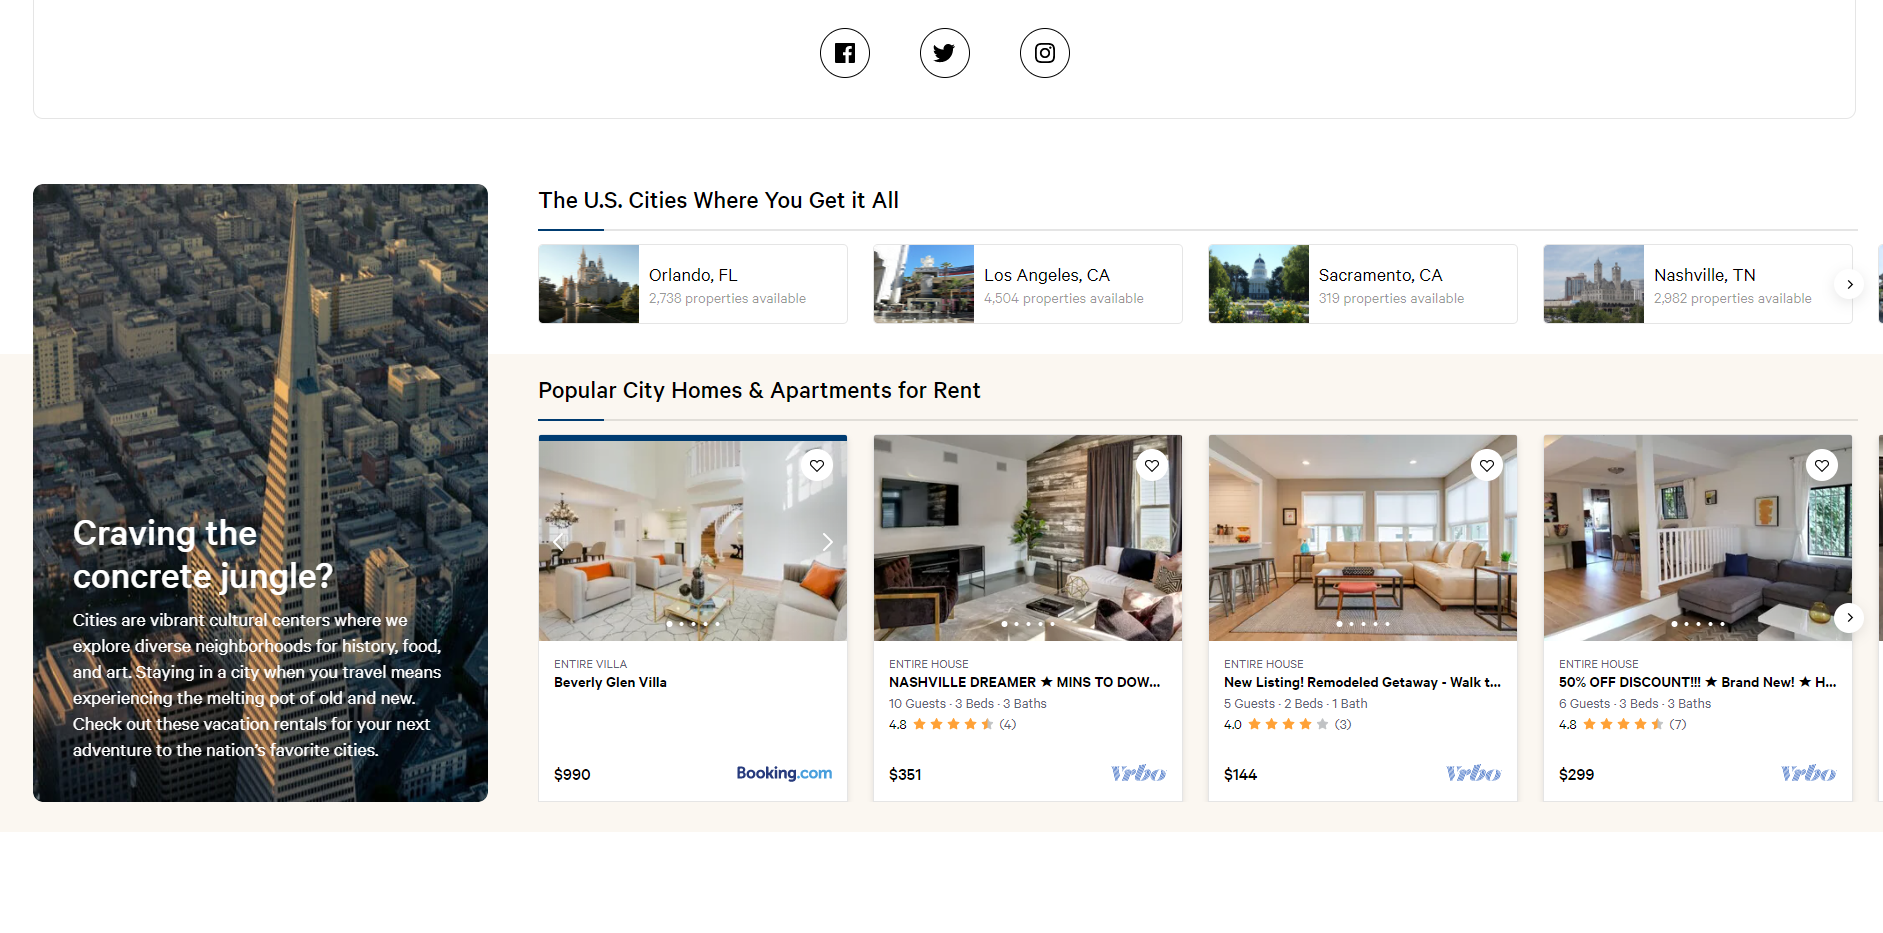 The U.S. Cities Where You Get it All
Orlando, FL
2,738 properties available
Los Angeles, CA
4,504 properties available
Sacramento, CA
319 properties available
Nashville, TN
2,982 properties available
Craving the
concrete jungle?
Cities are vibrant cultural centers where we
explore diverse neighborhoods for history, food,
and art. Staying in a city when you travel means
experiencing the melting pot of old and new.
Check out these vacation rentals for your next
adventure to the nation's favorite cities.
Popular City Homes & Apartments for Rent
ENTIRE VILLA
Beverly Glen Villa
$990
Booking.com
ENTIRE HOUSE
NASHVILLE DREAMER ★ MINS TO DOW...
10 Guests · 3 Beds · 3 Baths
4.8 (4)
$351
Vrbo
ENTIRE HOUSE
New Listing! Remodeled Getaway - Walk t...
5 Guests · 2 Beds · 1 Bath
4.0 (3)
$144
Vrbo
ENTIRE HOUSE
50% OFF DISCOUNT!!! ★ Brand New! ★ H...
6 Guests · 3 Beds · 3 Baths
4.8 (7)
$299
Vrbo